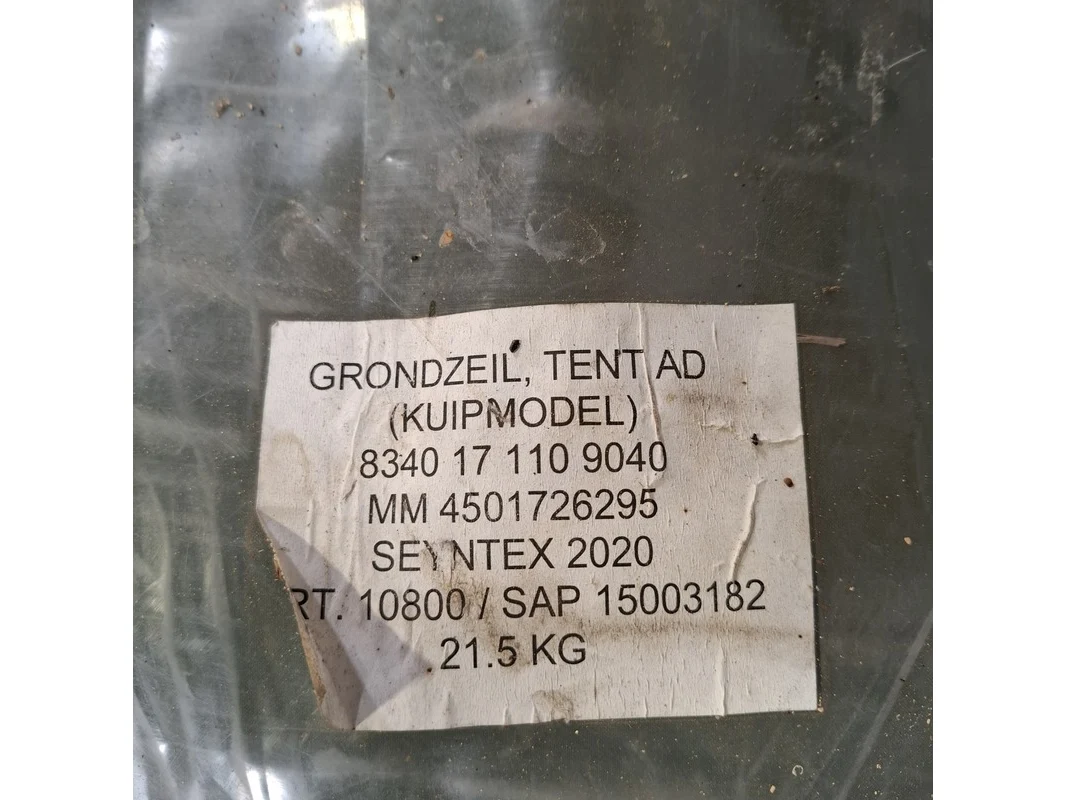 GRONDZEIL, TENT AD
(KUIPMODEL)
8340 17 110 9040
MM 4501726295
SEYNTEX 2020
RT. 10800 / SAP 15003182
21.5 KG